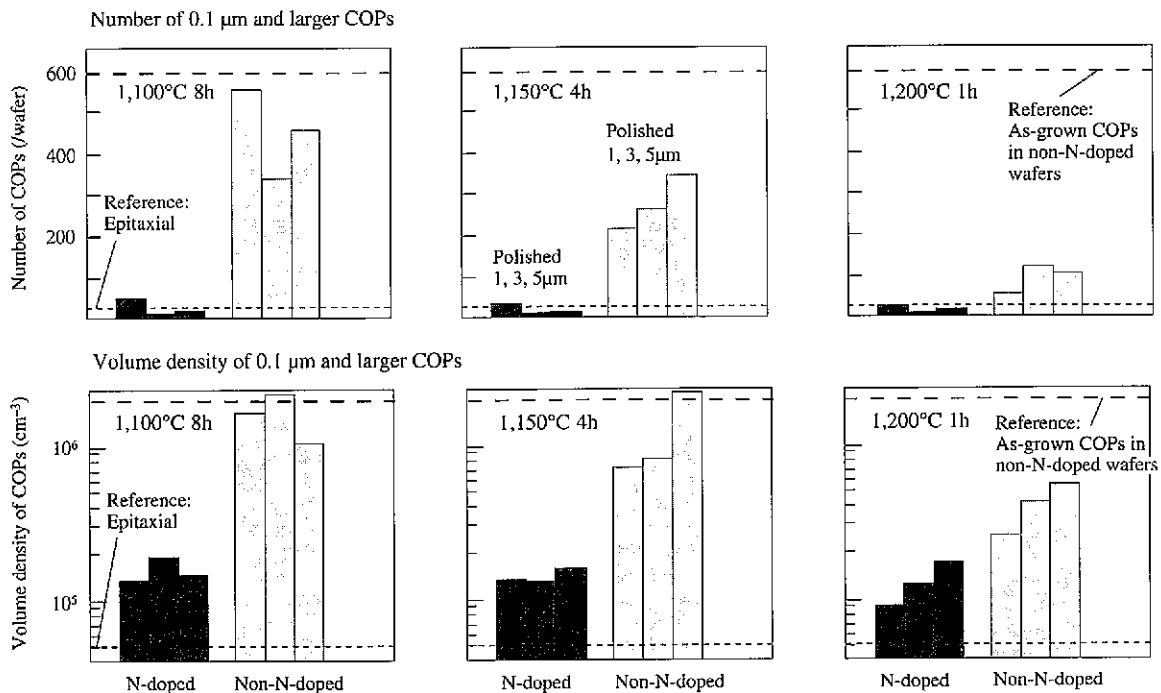 Number of 0.1 μm and larger COPs
Number of COPs (/wafer)
600
400
200
1,100°C 8h
Reference:
Epitaxial
1,150°C 4h
Polished
1, 3, 5μm
Polished
1, 3, 5μm
1,200°C 1h
Reference:
As-grown COPs
in non-N-doped
wafers
Volume density of 0.1 μm and larger COPs
Volume density of COPs (cm⁻³)
10⁶
10⁵
1,100°C 8h
Reference:
Epitaxial
1,150°C 4h
1,200°C 1h
Reference:
As-grown COPs in
non-N-doped wafers
N-doped Non-N-doped
N-doped Non-N-doped
N-doped Non-N-doped